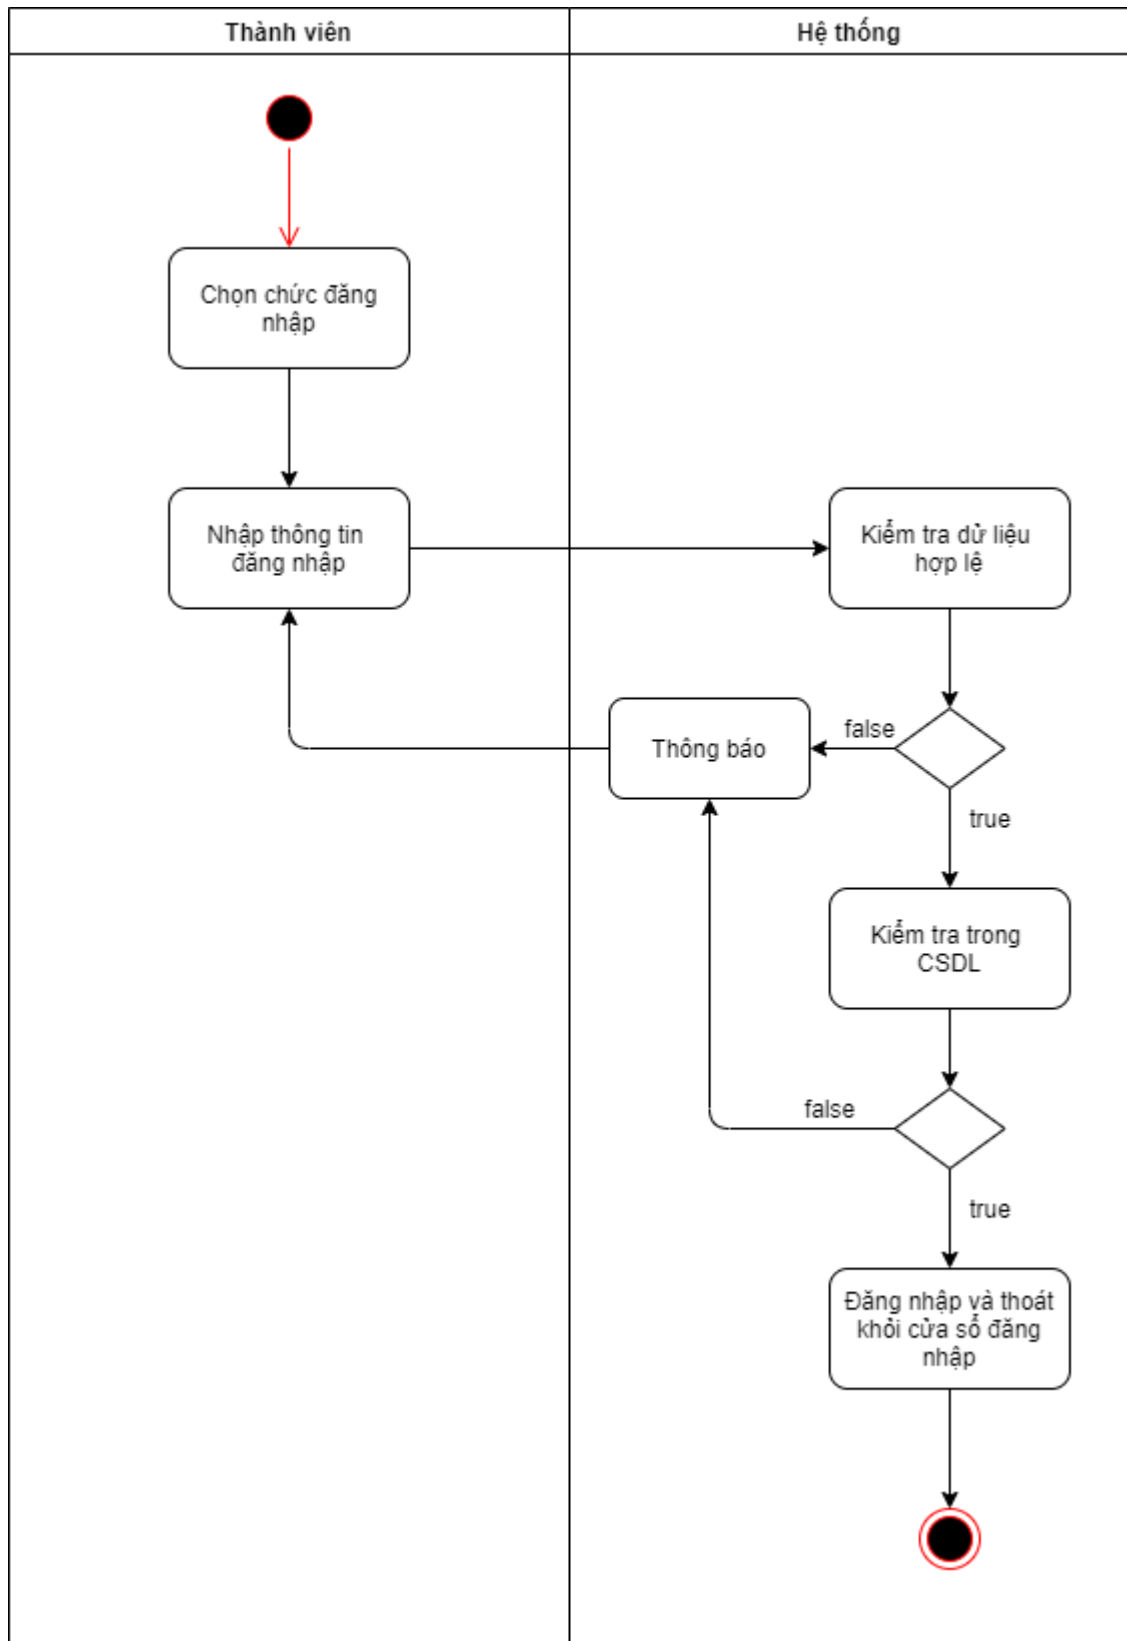 Thành viên
Hệ thống
Chọn chức đăng
nhập
Nhập thông tin
đăng nhập
Kiểm tra dử liệu
hợp lệ
Thông báo
false
true
Kiểm tra trong
CSDL
false
true
Đăng nhập và thoát
khỏi cửa sổ đăng
nhập